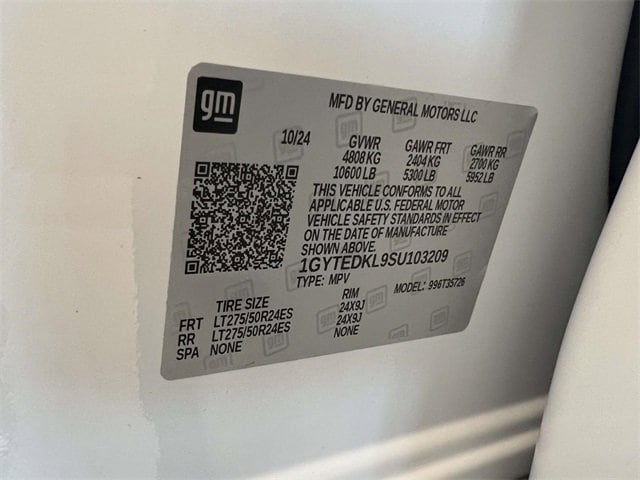 gm
MFD BY GENERAL MOTORS LLC
10/24 GVWR GAWR FRT GAWR RR
4808 KG 2404 KG 2700 KG
10600 LB 5300 LB 5952 LB
THIS VEHICLE CONFORMS TO ALL
APPLICABLE U.S. FEDERAL MOTOR
VEHICLE SAFETY STANDARDS IN EFFECT
ON THE DATE OF MANUFACTURE
SHOWN ABOVE.
1GYTEDKL9SU103209
TYPE: MPV MODEL: 996T35726
TIRE SIZE RIM
FRT LT275/50R24ES 24X9J
RR LT275/50R24ES 24X9J
SPA NONE NONE